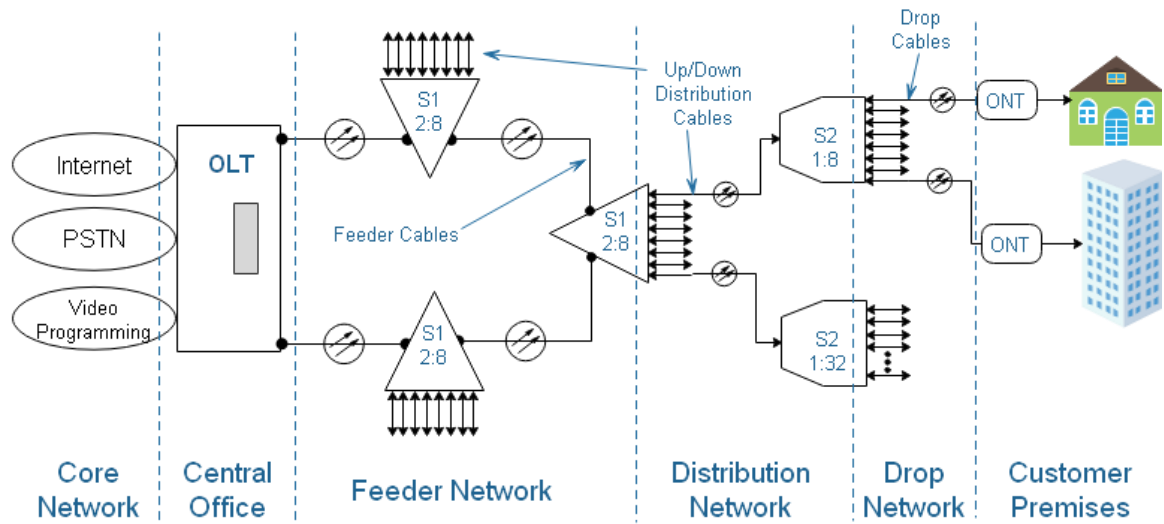 Drop
Cables
Up/Down
Distribution
Cables
S1
2:8
S2
1:8
ONT
Internet
OLT
PSTN
Feeder Cables
S1
2:8
ONT
Video
Programming
S1
2:8
S2
1:32
Core
Network
Central
Office
Feeder Network
Distribution
Network
Drop
Network
Customer
Premises